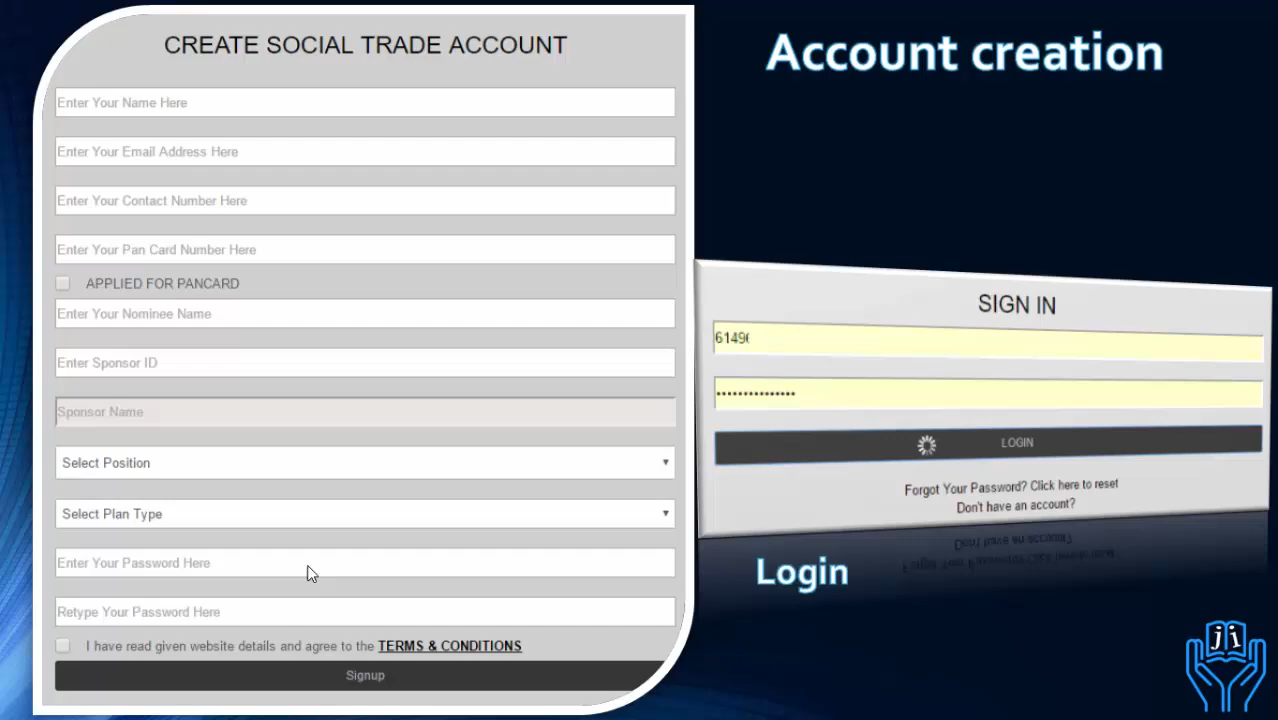 CREATE SOCIAL TRADE ACCOUNT
Enter Your Name Here
Enter Your Email Address Here
Enter Your Contact Number Here
Enter Your Pan Card Number Here
APPLIED FOR PANCARD
Enter Your Nominee Name
Enter Sponsor ID
Sponsor Name
Select Position
Select Plan Type
Enter Your Password Here
Retype Your Password Here
I have read given website details and agree to the TERMS & CONDITIONS
Signup
Account creation
SIGN IN
61496
LOGIN
Forgot Your Password? Click here to reset
Don't have an account?
Login
ji